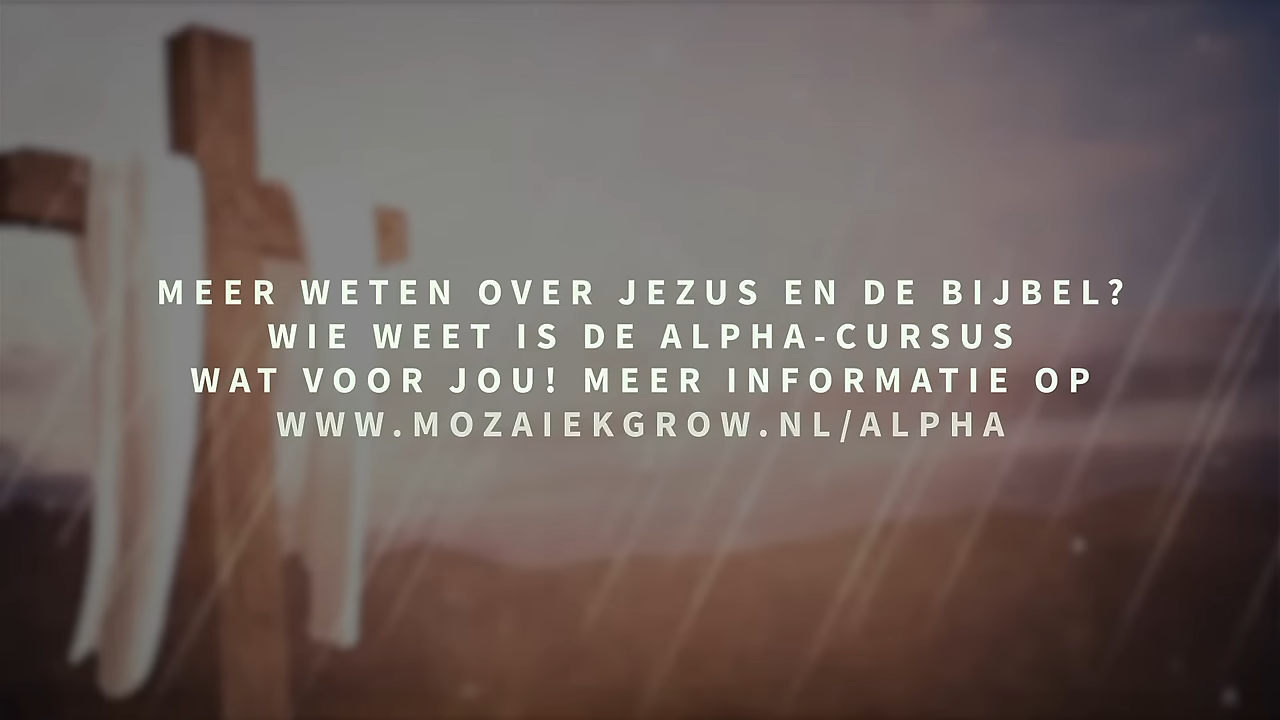 MEER WETEN OVER JEZUS EN DE BIJBEL?
WIE WEET IS DE ALPHA-CURSUS
WAT VOOR JOU! MEER INFORMATIE OP
WWW.MOZAIEKGROW.NL/ALPHA